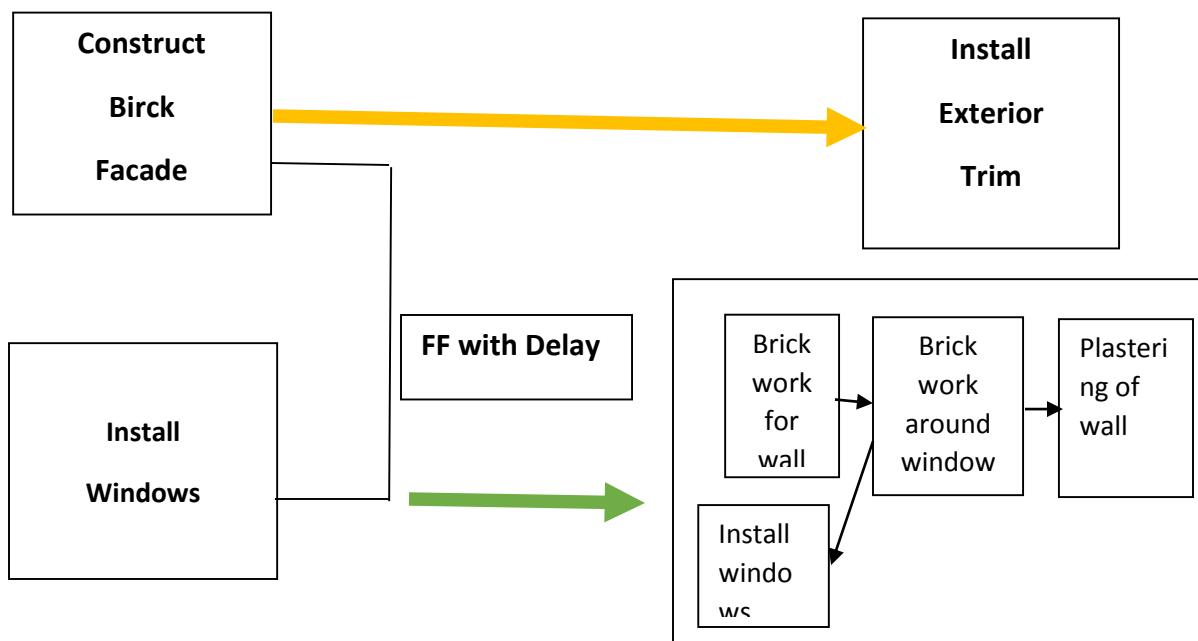 Construct
Birck
Facade
Install
Exterior
Trim
FF with Delay
Install
Windows
Brick
work
for
wall
Brick
work
around
window
Plasteri
ng of
wall
Install
windo
ws